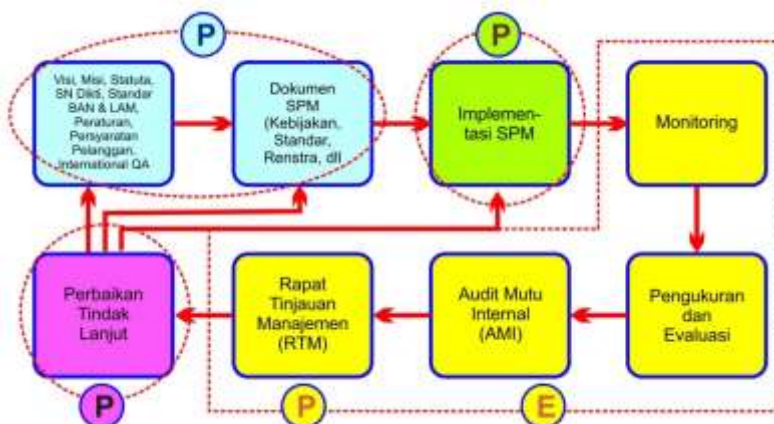 P
P
Visi, Misi, Statuta,
SN Dikti, Standar
BAN & LAM,
Peraturan,
Persyaratan
Pelanggan,
International QA
Dokumen
SPM
(Kebijakan,
Standar,
Renstra, dll
Implemen-
tasi SPM
Monitoring
Perbaikan
Tindak
Lanjut
Rapat
Tinjauan
Manajemen
(RTM)
Audit Mutu
Internal
(AMI)
Pengukuran
dan
Evaluasi
P
P
E